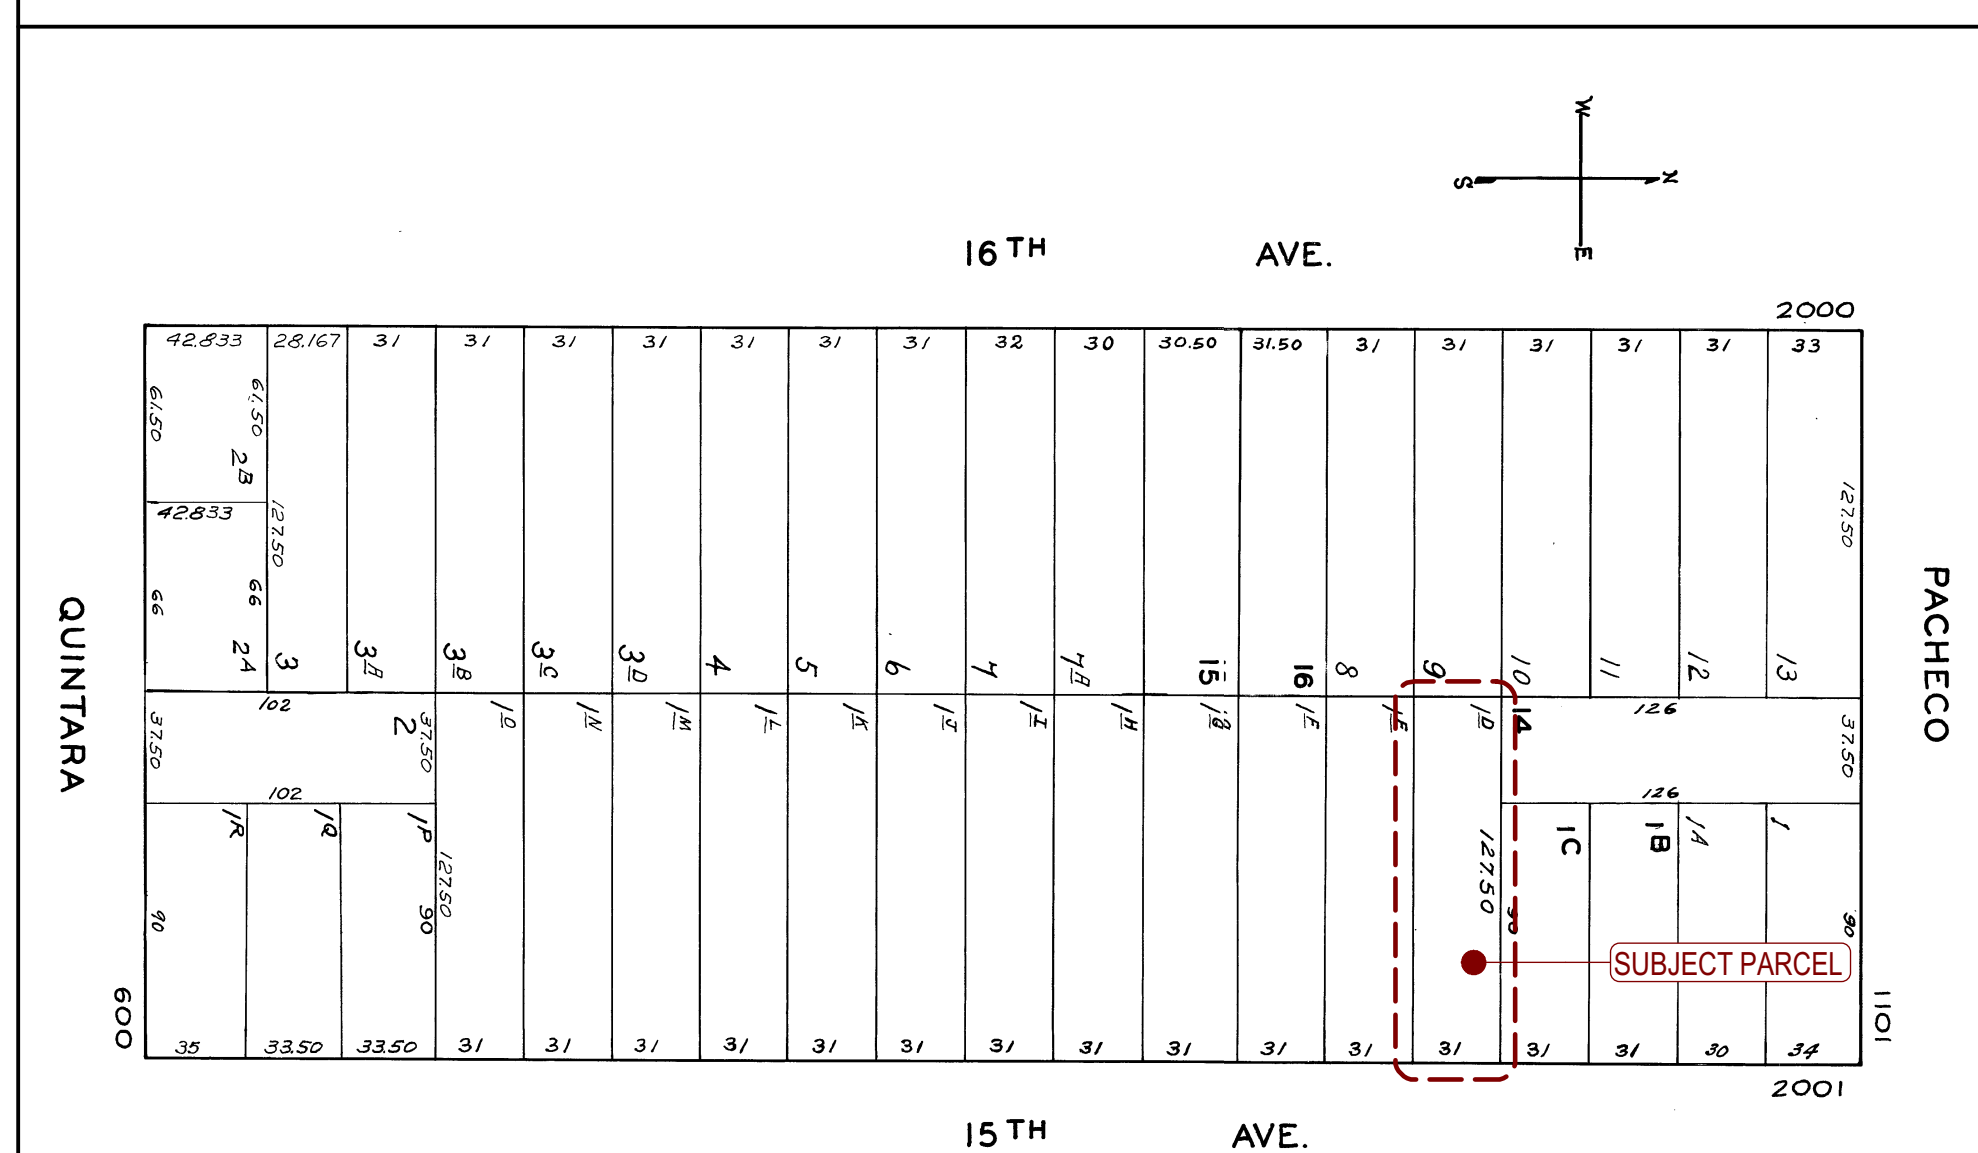 W
S N
E
16TH AVE.
2000
42.833 28.167 31 31 31 31 31 31 31 32 30 30.50 31.50 31 31 31 31 31 33
61.50 61.50 2B
127.50
127.50
42.833
66 66 2A
3 3A 3B 3C 3D 4 5 6 7 7A 15 16 8 9 10 11 12 13
QUINTARA
PACHECO
102
37.50 2 37.50
102
1O 1N 1M 1L 1K 1J 1I 1H 1G 1F 1E 1D 14
126
37.50
126
1R 1Q 1P
127.50
90 90
127.50
1C 1B 1A 1
90 90
SUBJECT PARCEL
600
1101
35 33.50 33.50 31 31 31 31 31 31 31 31 31 31 31 31 31 31 30 34
2001
15TH AVE.